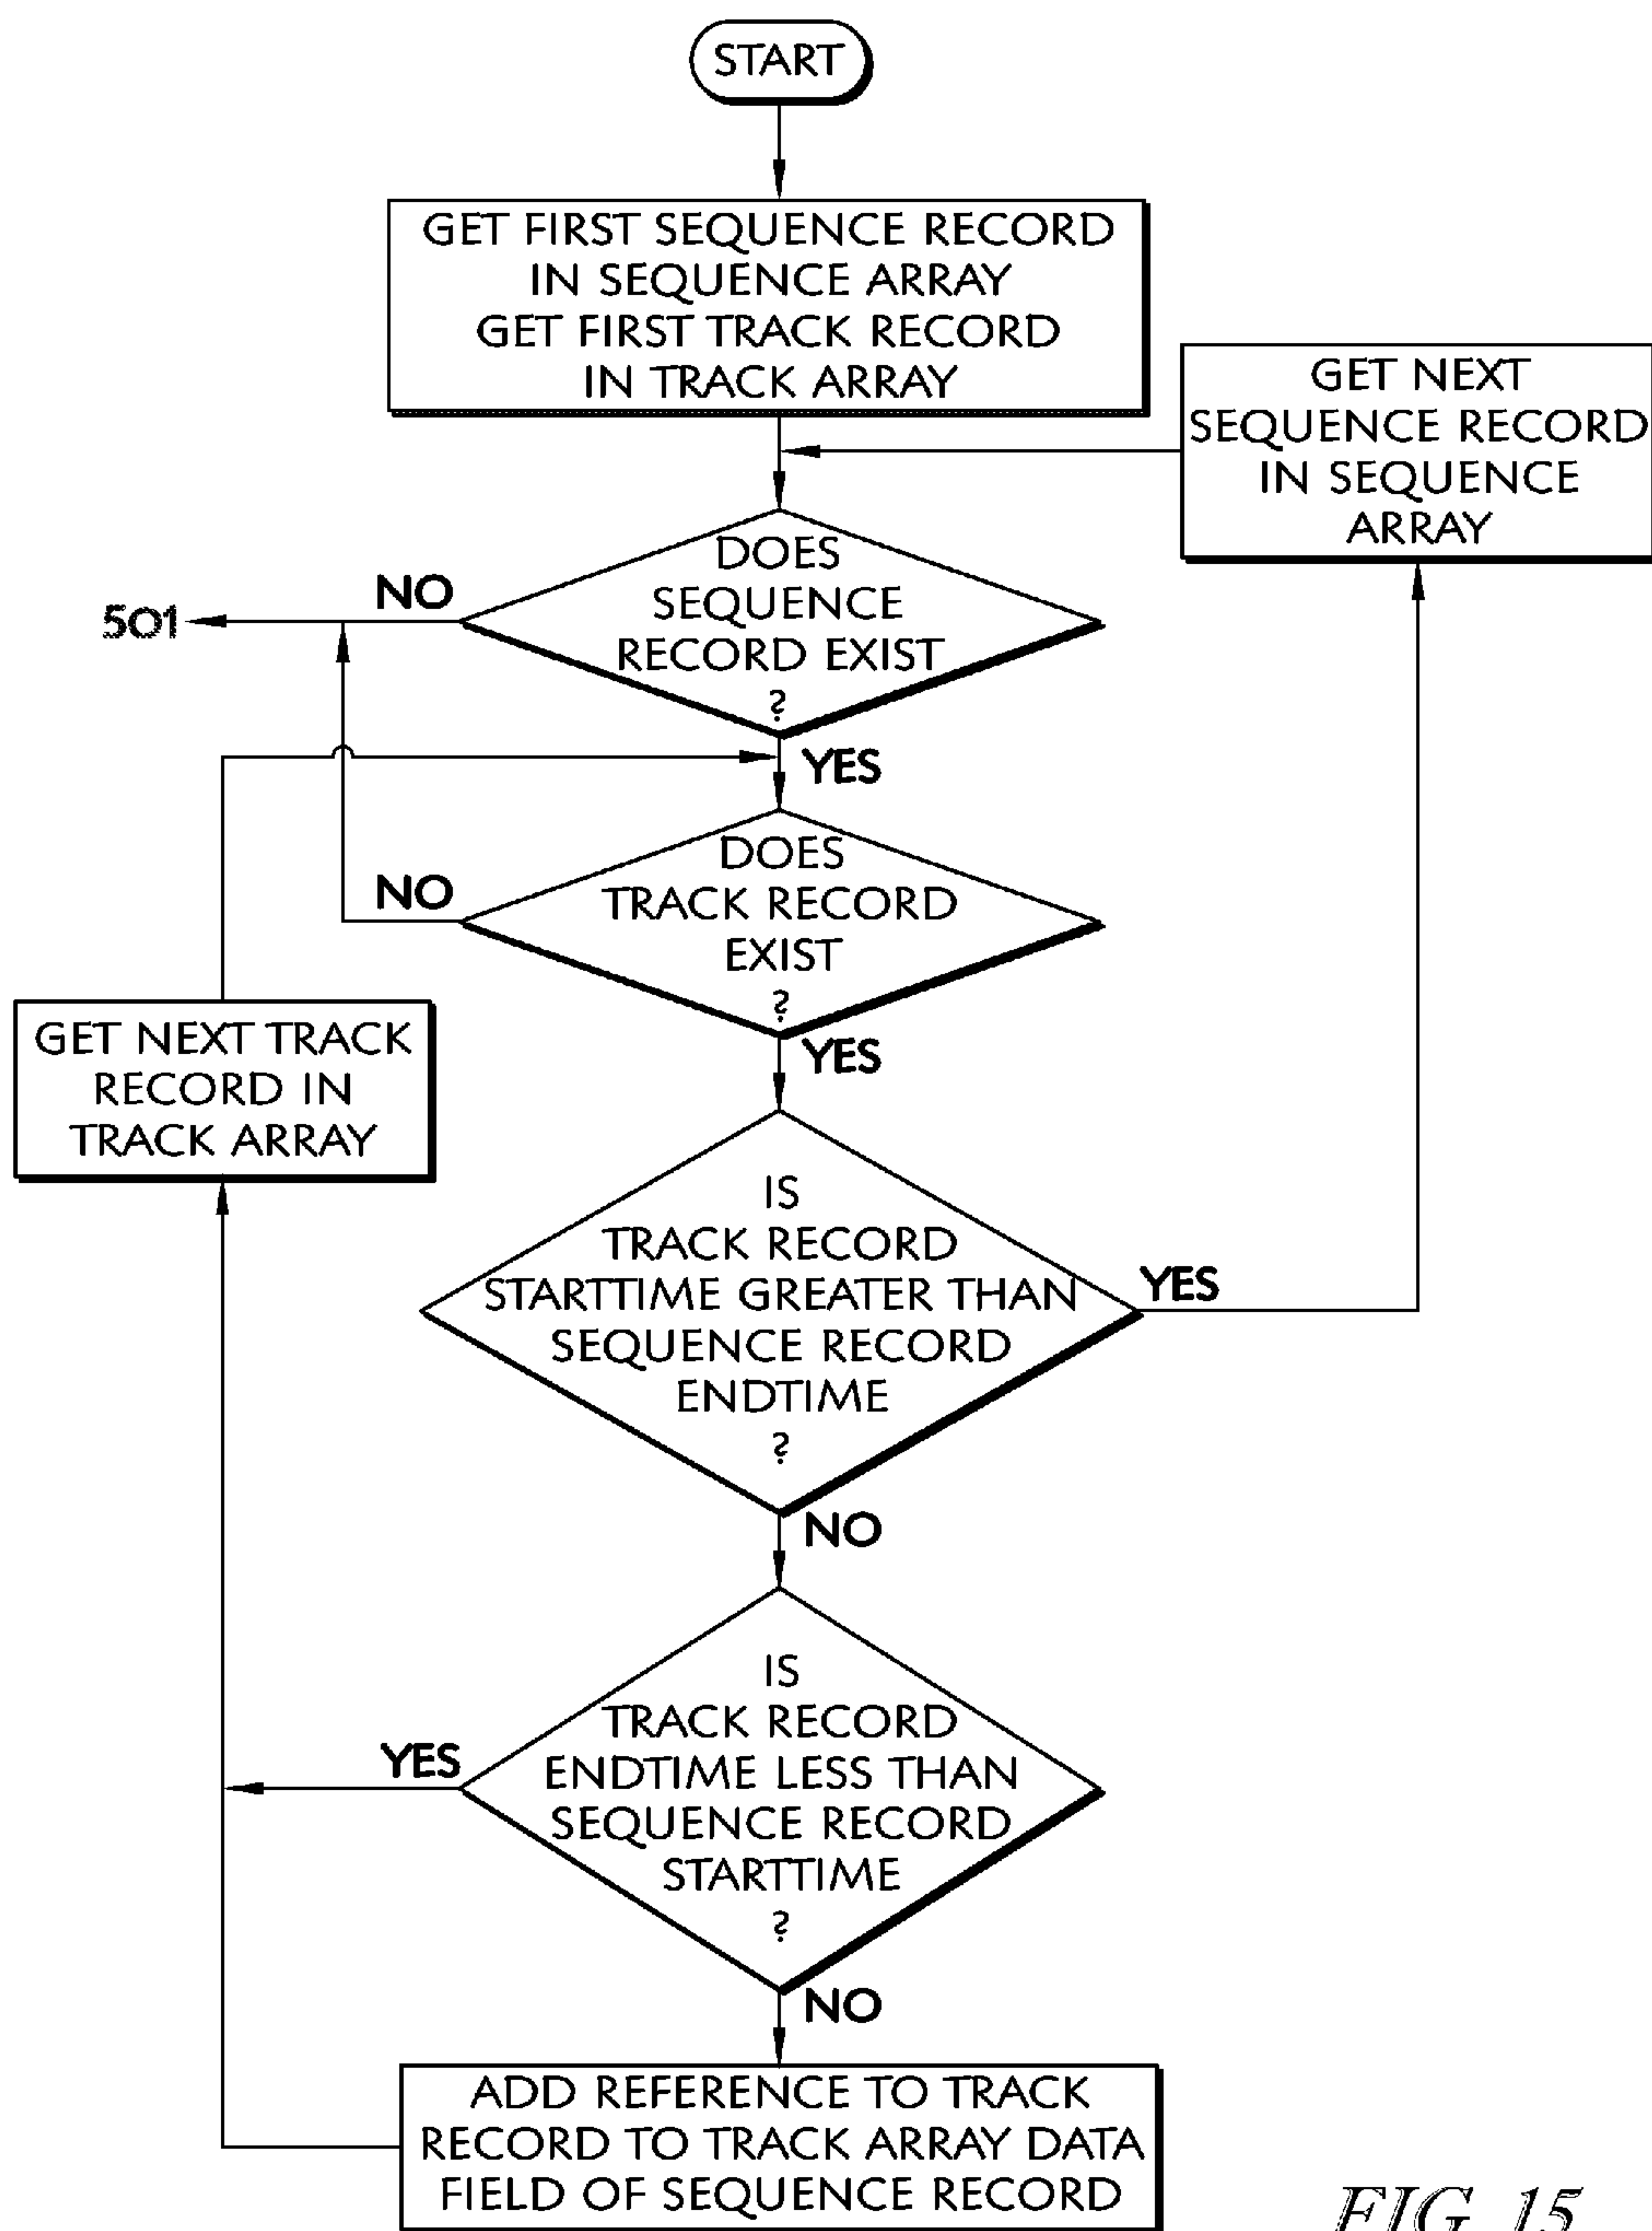 START
GET FIRST SEQUENCE RECORD
IN SEQUENCE ARRAY
GET FIRST TRACK RECORD
IN TRACK ARRAY
GET NEXT
SEQUENCE RECORD
IN SEQUENCE
ARRAY
DOES
SEQUENCE
RECORD EXIST
?
NO
501
YES
DOES
TRACK RECORD
EXIST
?
NO
YES
GET NEXT TRACK
RECORD IN
TRACK ARRAY
IS
TRACK RECORD
STARTTIME GREATER THAN
SEQUENCE RECORD
ENDTIME
?
YES
NO
IS
TRACK RECORD
ENDTIME LESS THAN
SEQUENCE RECORD
STARTTIME
?
YES
NO
ADD REFERENCE TO TRACK
RECORD TO TRACK ARRAY DATA
FIELD OF SEQUENCE RECORD
FIG. 15